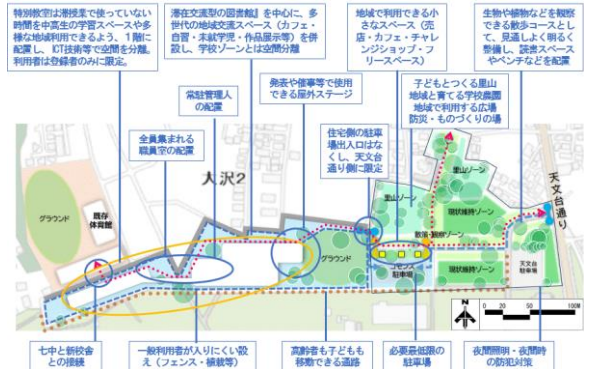 特別教室は滞授業で使っていない
時間を中高生の学習スペースや多
様な地域利用できるよう、1階に
配置し、ICT技術等で空間を分離。
利用者は登録者のみに限定。
滞在交流型の図書館』を中心に、多
世代の地域交流スペース（カフェ・
自習・未就学児・作品展示等）を併
設し、学校ゾーンとは空間分離
地域で利用できる小
さなスペース（売
店・カフェ・チャレ
ンジショップ・フ
リースペース）
生物や植物などを観察
できる散歩コースとし
て、見通しよく明るく
整備し、読書スペース
やベンチなどを配置
常駐管理人
の配置
発表や催事等で使用
できる屋外ステージ
子どもとつくる里山
地域と育てる学校農園
地域で利用する広場
防災・ものづくりの場
全員集まれる
職員室の配置
住宅側の駐車
場出入口はな
くし、天文台
通り側に限定
大沢2
天文台通り
里山ゾーン
里山ゾーン
現状維持ゾーン
グラウンド
既存
体育館
散策・観察ゾーン
グラウンド
コモンズ
駐車場
現状維持ゾーン
天文台
駐車場
N
0 20 50 100M
七中と新校舎
との接続
一般利用者が入りにくい設
え（フェンス・植栽等）
高齢者も子どもも
移動できる通路
必要最低限の
駐車場
夜間照明・夜間時
の防犯対策